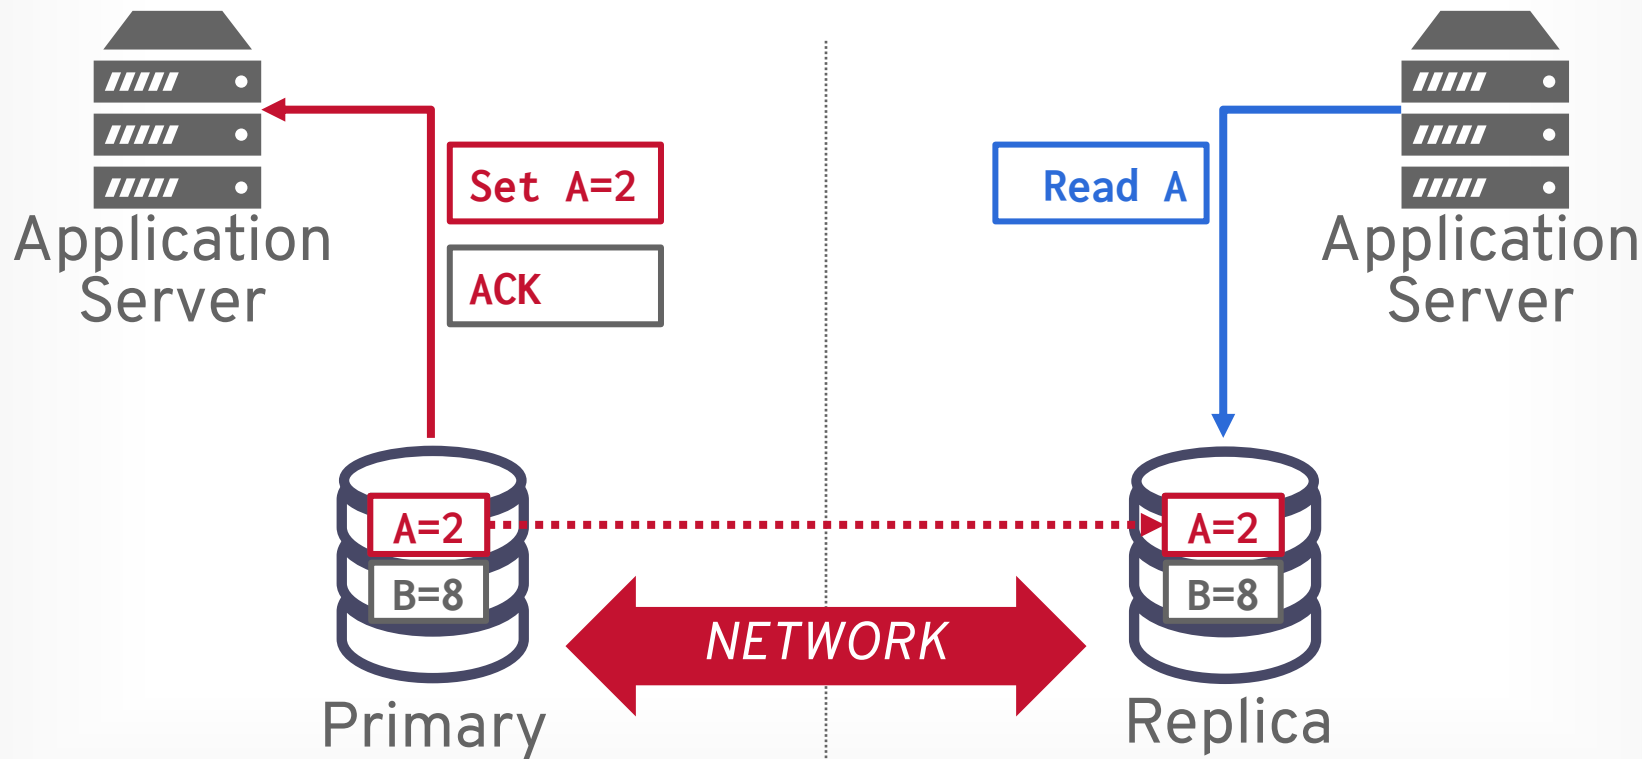 Set A=2
ACK
Read A
Application
Server
Application
Server
A=2
B=8
A=2
B=8
NETWORK
Primary
Replica